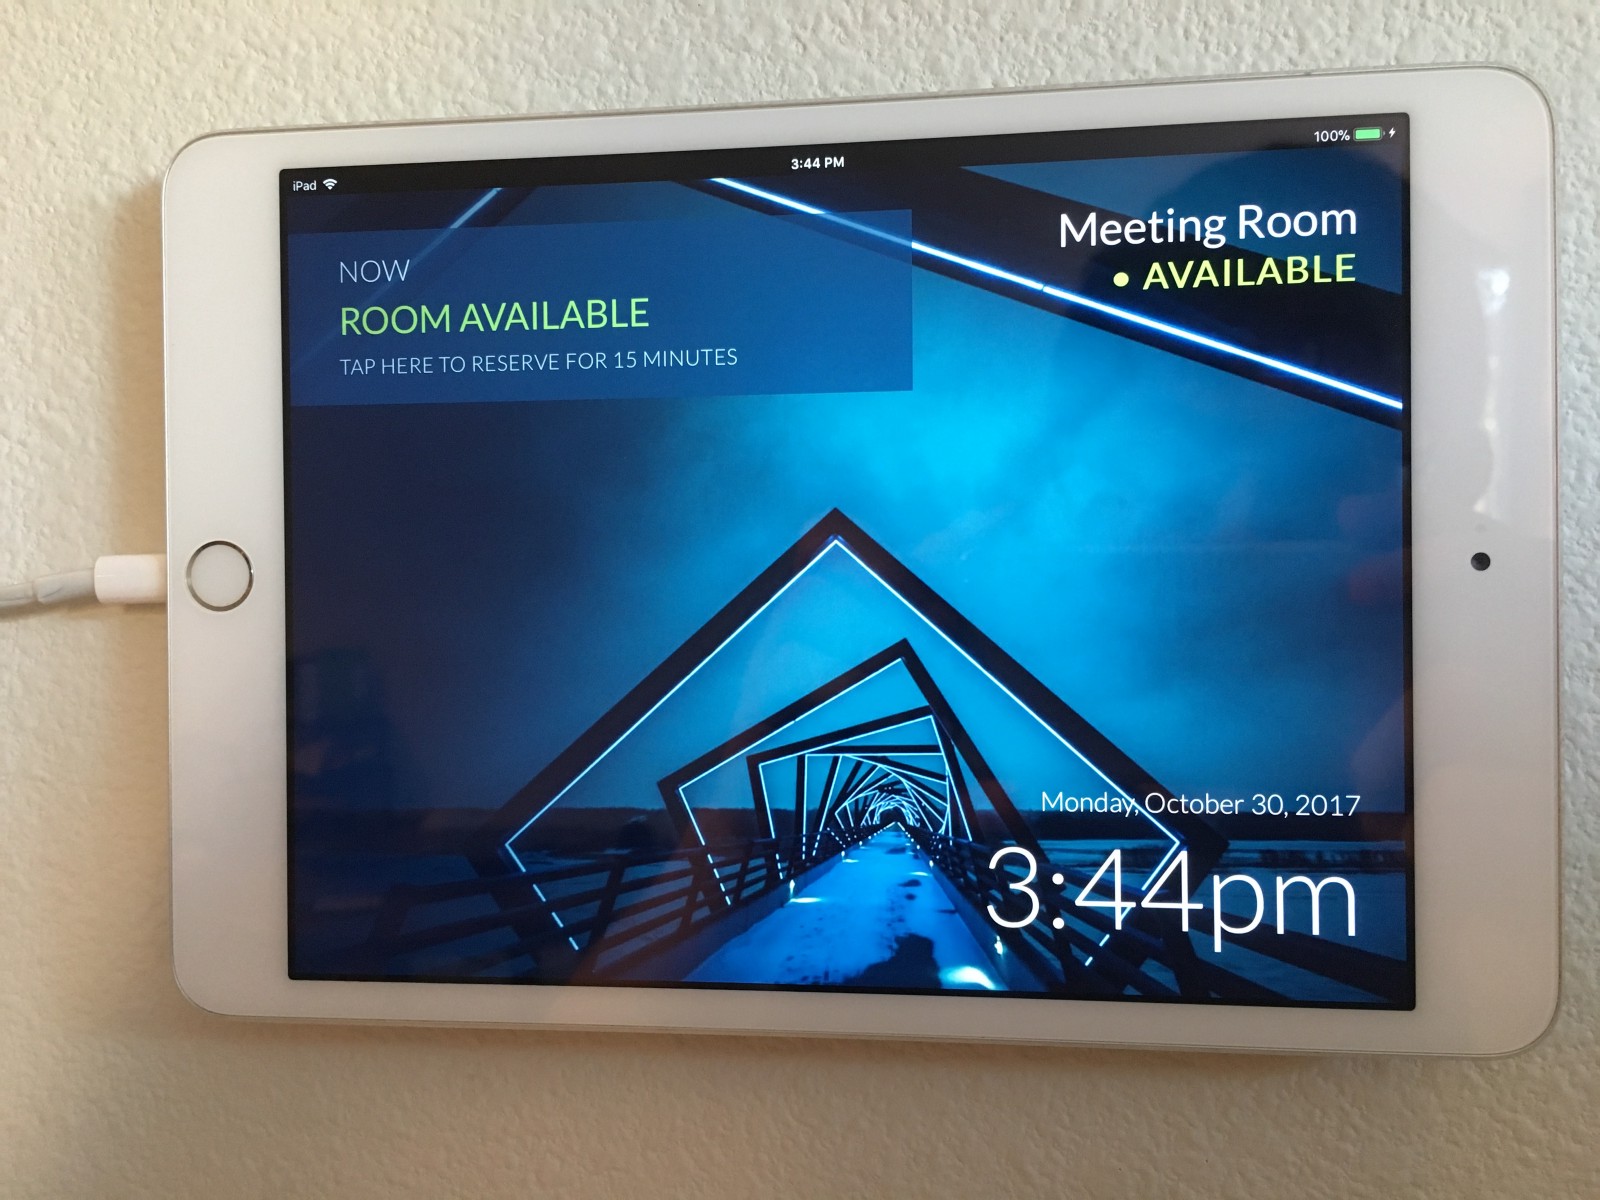 iPad
3:44 PM
100%
NOW
ROOM AVAILABLE
TAP HERE TO RESERVE FOR 15 MINUTES
Meeting Room
• AVAILABLE
Monday, October 30, 2017
3:44pm